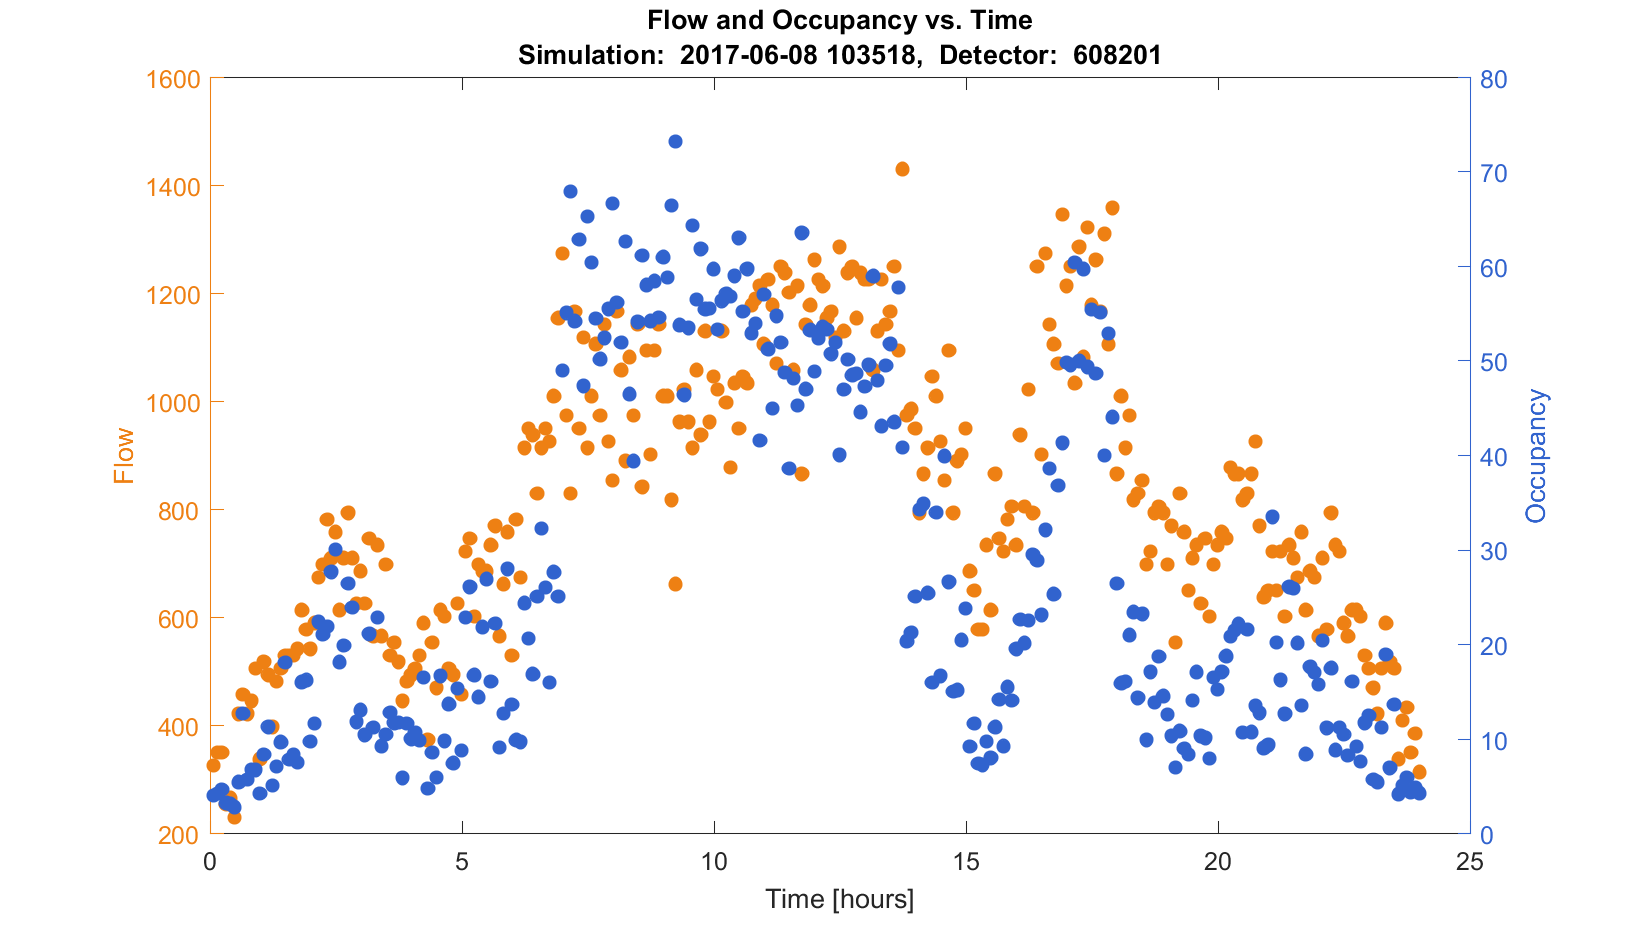 Flow and Occupancy vs. Time
Simulation:  2017-06-08 103518,  Detector:  608201
1600
1400
1200
1000
800
600
400
200
Flow
80
70
60
50
40
30
20
10
0
Occupancy
0 5 10 15 20 25
Time [hours]